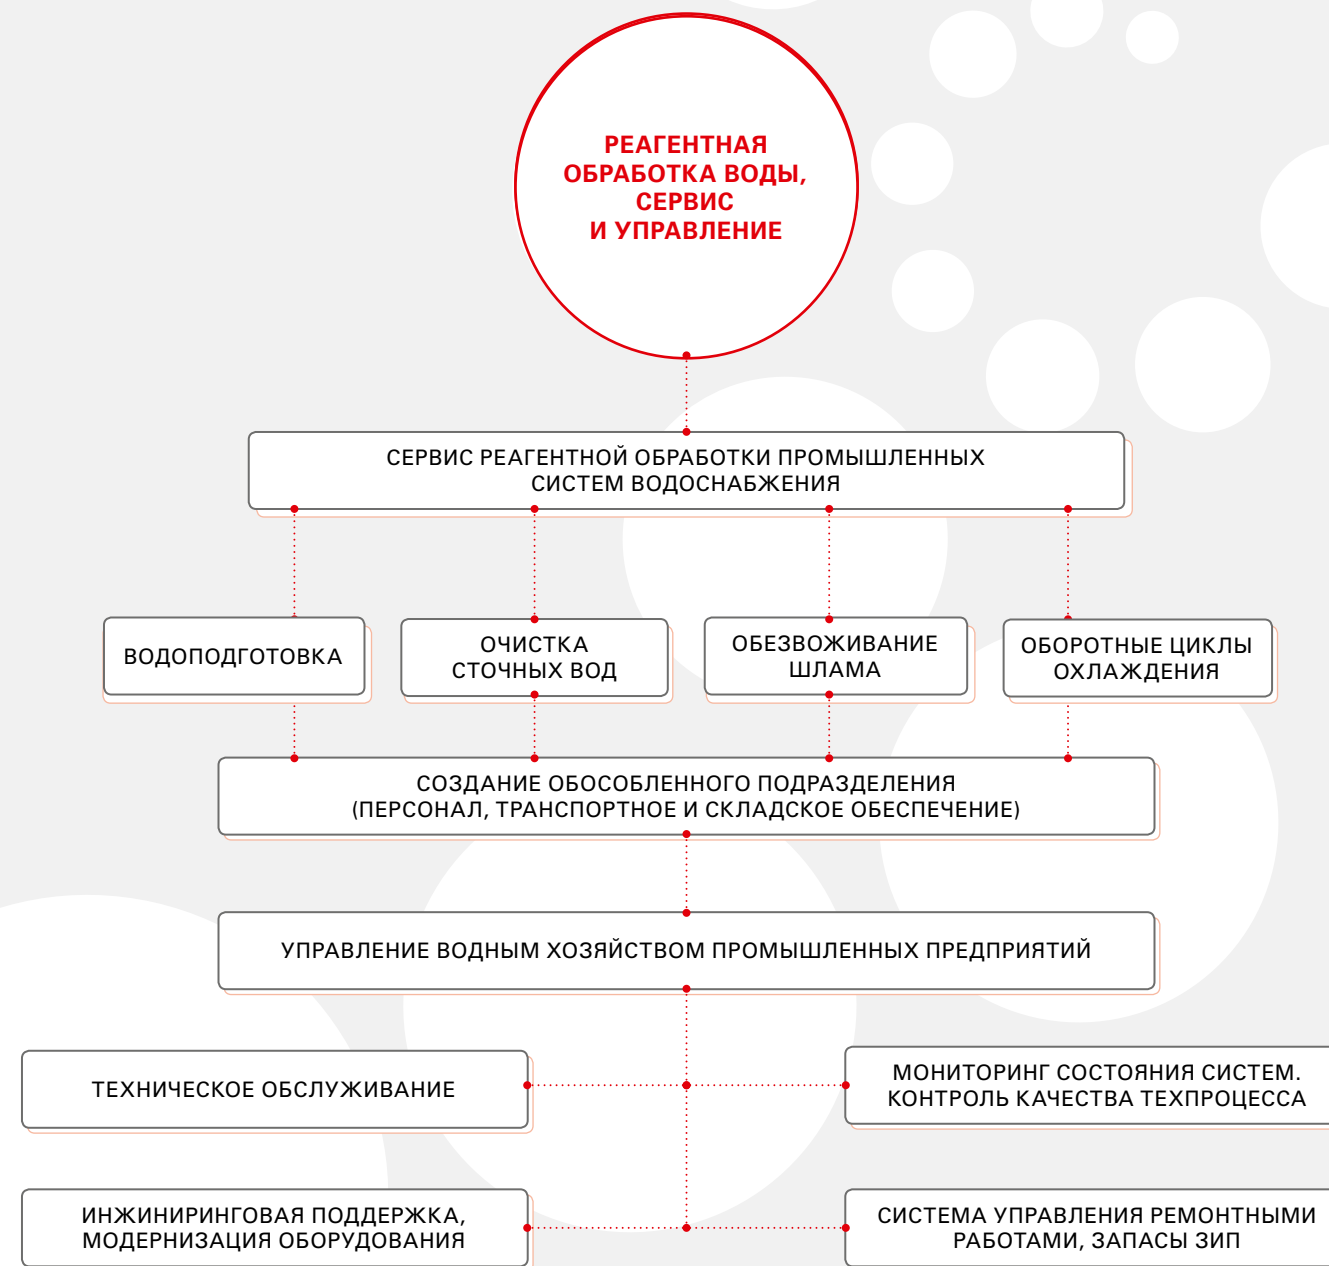 РЕАГЕНТНАЯ
ОБРАБОТКА ВОДЫ,
СЕРВИС
И УПРАВЛЕНИЕ
СЕРВИС РЕАГЕНТНОЙ ОБРАБОТКИ ПРОМЫШЛЕННЫХ
СИСТЕМ ВОДОСНАБЖЕНИЯ
ВОДОПОДГОТОВКА
ОЧИСТКА
СТОЧНЫХ ВОД
ОБЕЗВОЖИВАНИЕ
ШЛАМА
ОБОРОТНЫЕ ЦИКЛЫ
ОХЛАЖДЕНИЯ
СОЗДАНИЕ ОБОСОБЛЕННОГО ПОДРАЗДЕЛЕНИЯ
(ПЕРСОНАЛ, ТРАНСПОРТНОЕ И СКЛАДСКОЕ ОБЕСПЕЧЕНИЕ)
УПРАВЛЕНИЕ ВОДНЫМ ХОЗЯЙСТВОМ ПРОМЫШЛЕННЫХ ПРЕДПРИЯТИЙ
ТЕХНИЧЕСКОЕ ОБСЛУЖИВАНИЕ
МОНИТОРИНГ СОСТОЯНИЯ СИСТЕМ.
КОНТРОЛЬ КАЧЕСТВА ТЕХПРОЦЕССА
ИНЖИНИРИНГОВАЯ ПОДДЕРЖКА,
МОДЕРНИЗАЦИЯ ОБОРУДОВАНИЯ
СИСТЕМА УПРАВЛЕНИЯ РЕМОНТНЫМИ
РАБОТАМИ, ЗАПАСЫ ЗИП